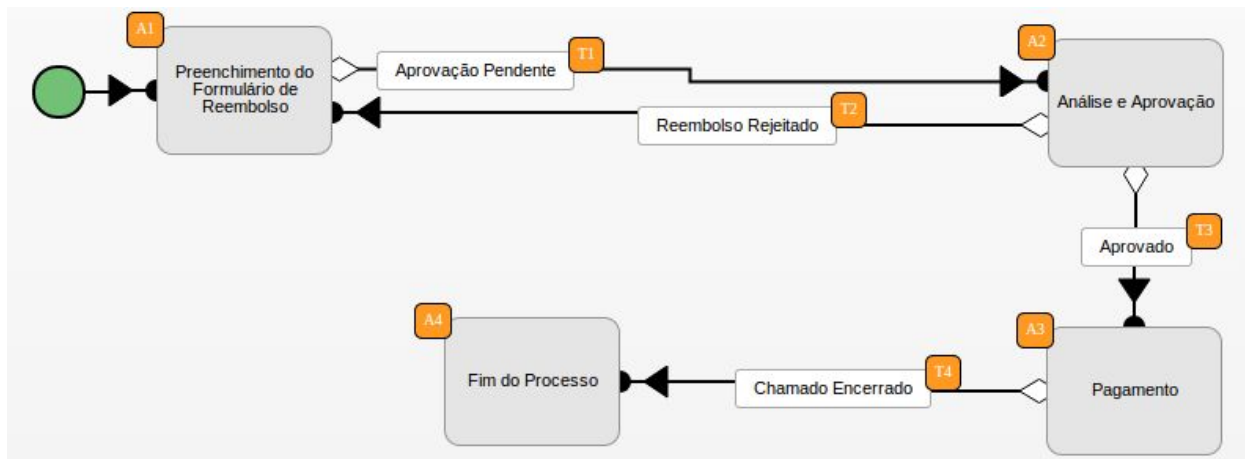 A1
Preenchimento do
Formulário de
Reembolso
Aprovação Pendente
T1
A2
Análise e Aprovação
Reembolso Rejeitado
T2
Aprovado
T3
A4
Fim do Processo
Chamado Encerrado
T4
A3
Pagamento